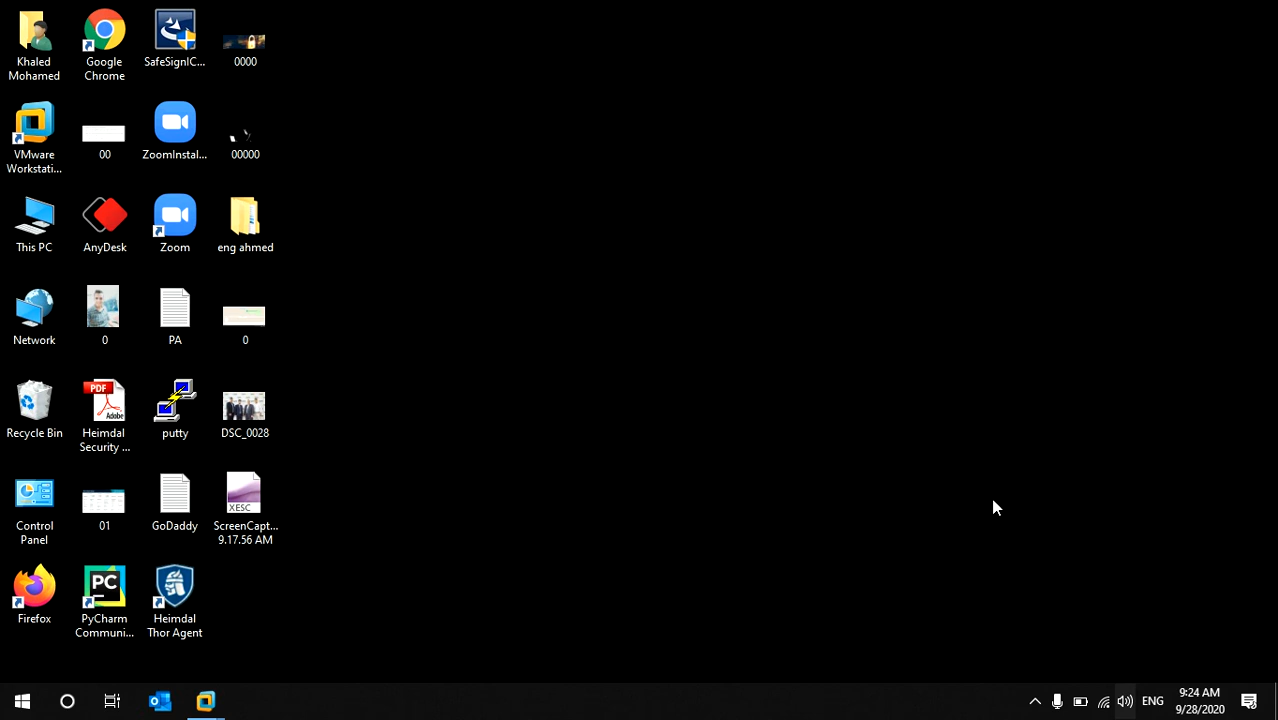 Khaled
Mohamed
Google
Chrome
SafeSignIC...
0000
VMware
Workstati...
00
ZoomInstal...
00000
This PC
AnyDesk
Zoom
eng ahmed
Network
0
PA
0
Recycle Bin
PDF
Adobe
Heimdal
Security ...
putty
DSC_0028
Control
Panel
01
GoDaddy
XESC
ScreenCapt...
9.17.56 AM
Firefox
PC
PyCharm
Communi...
Heimdal
Thor Agent
ENG
9:24 AM
9/28/2020